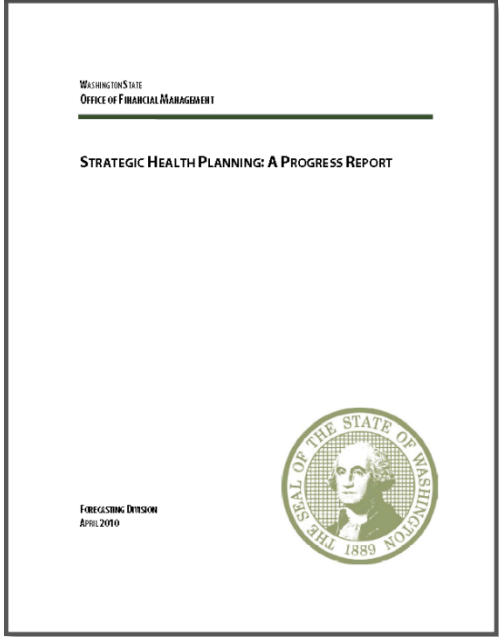 WASHINGTON STATE
OFFICE OF FINANCIAL MANAGEMENT
STRATEGIC HEALTH PLANNING: A PROGRESS REPORT
THE SEAL OF THE STATE OF WASHINGTON
1889
FORECASTING DIVISION
APRIL 2010